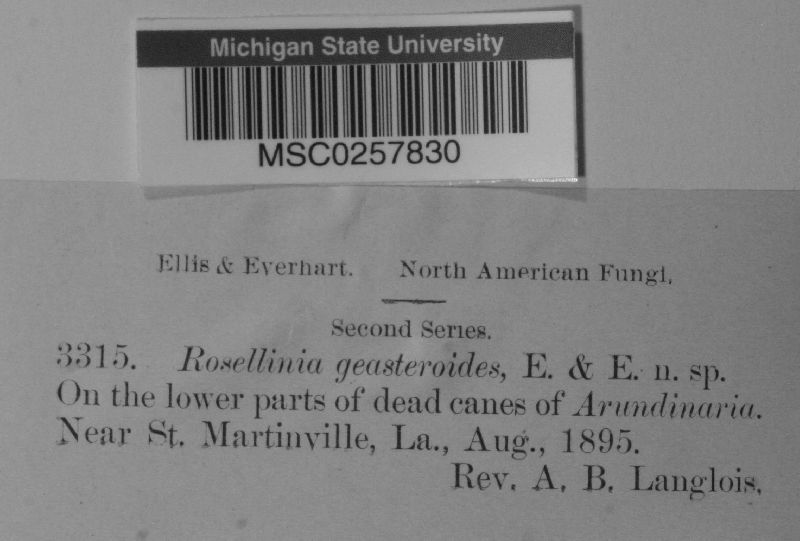 Michigan State University
MSC0257830
Ellis & Everhart. North American Fungi,
Second Series.
3315. Rosellinia geasteroides, E. & E. n. sp.
On the lower parts of dead canes of Arundinaria.
Near St. Martinville, La., Aug., 1895.
Rev. A. B. Langlois,